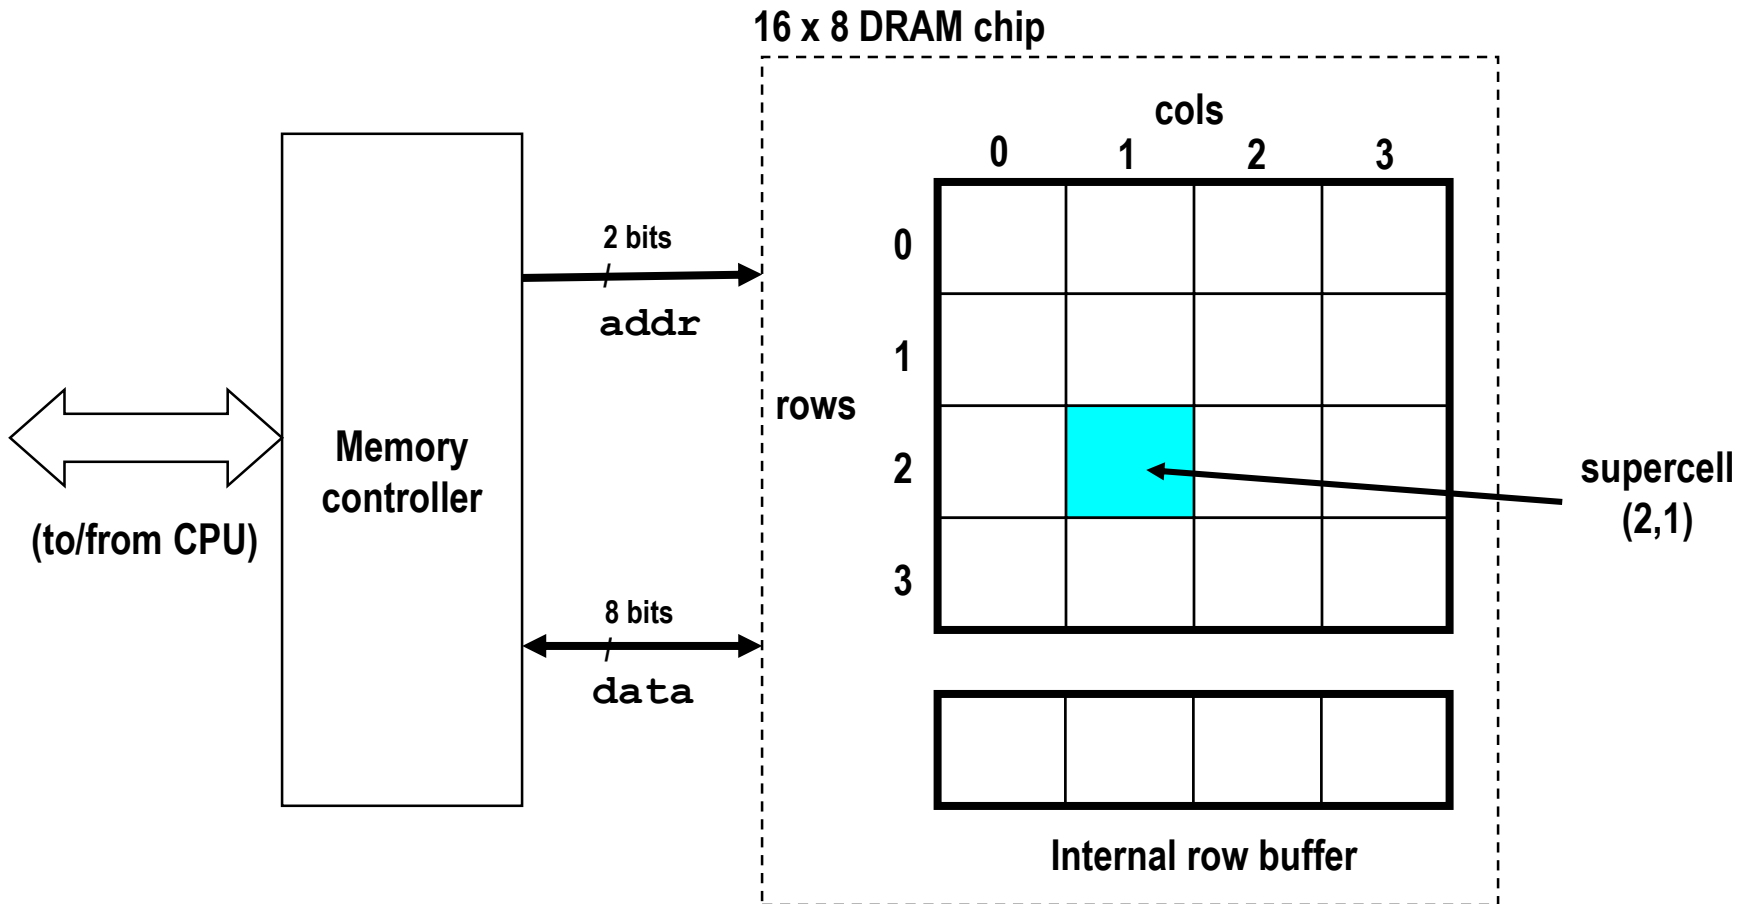 16 x 8 DRAM chip
cols
0 1 2 3
2 bits
addr
0
1
rows
2
3
Memory
controller
(to/from CPU)
supercell
(2,1)
8 bits
data
Internal row buffer